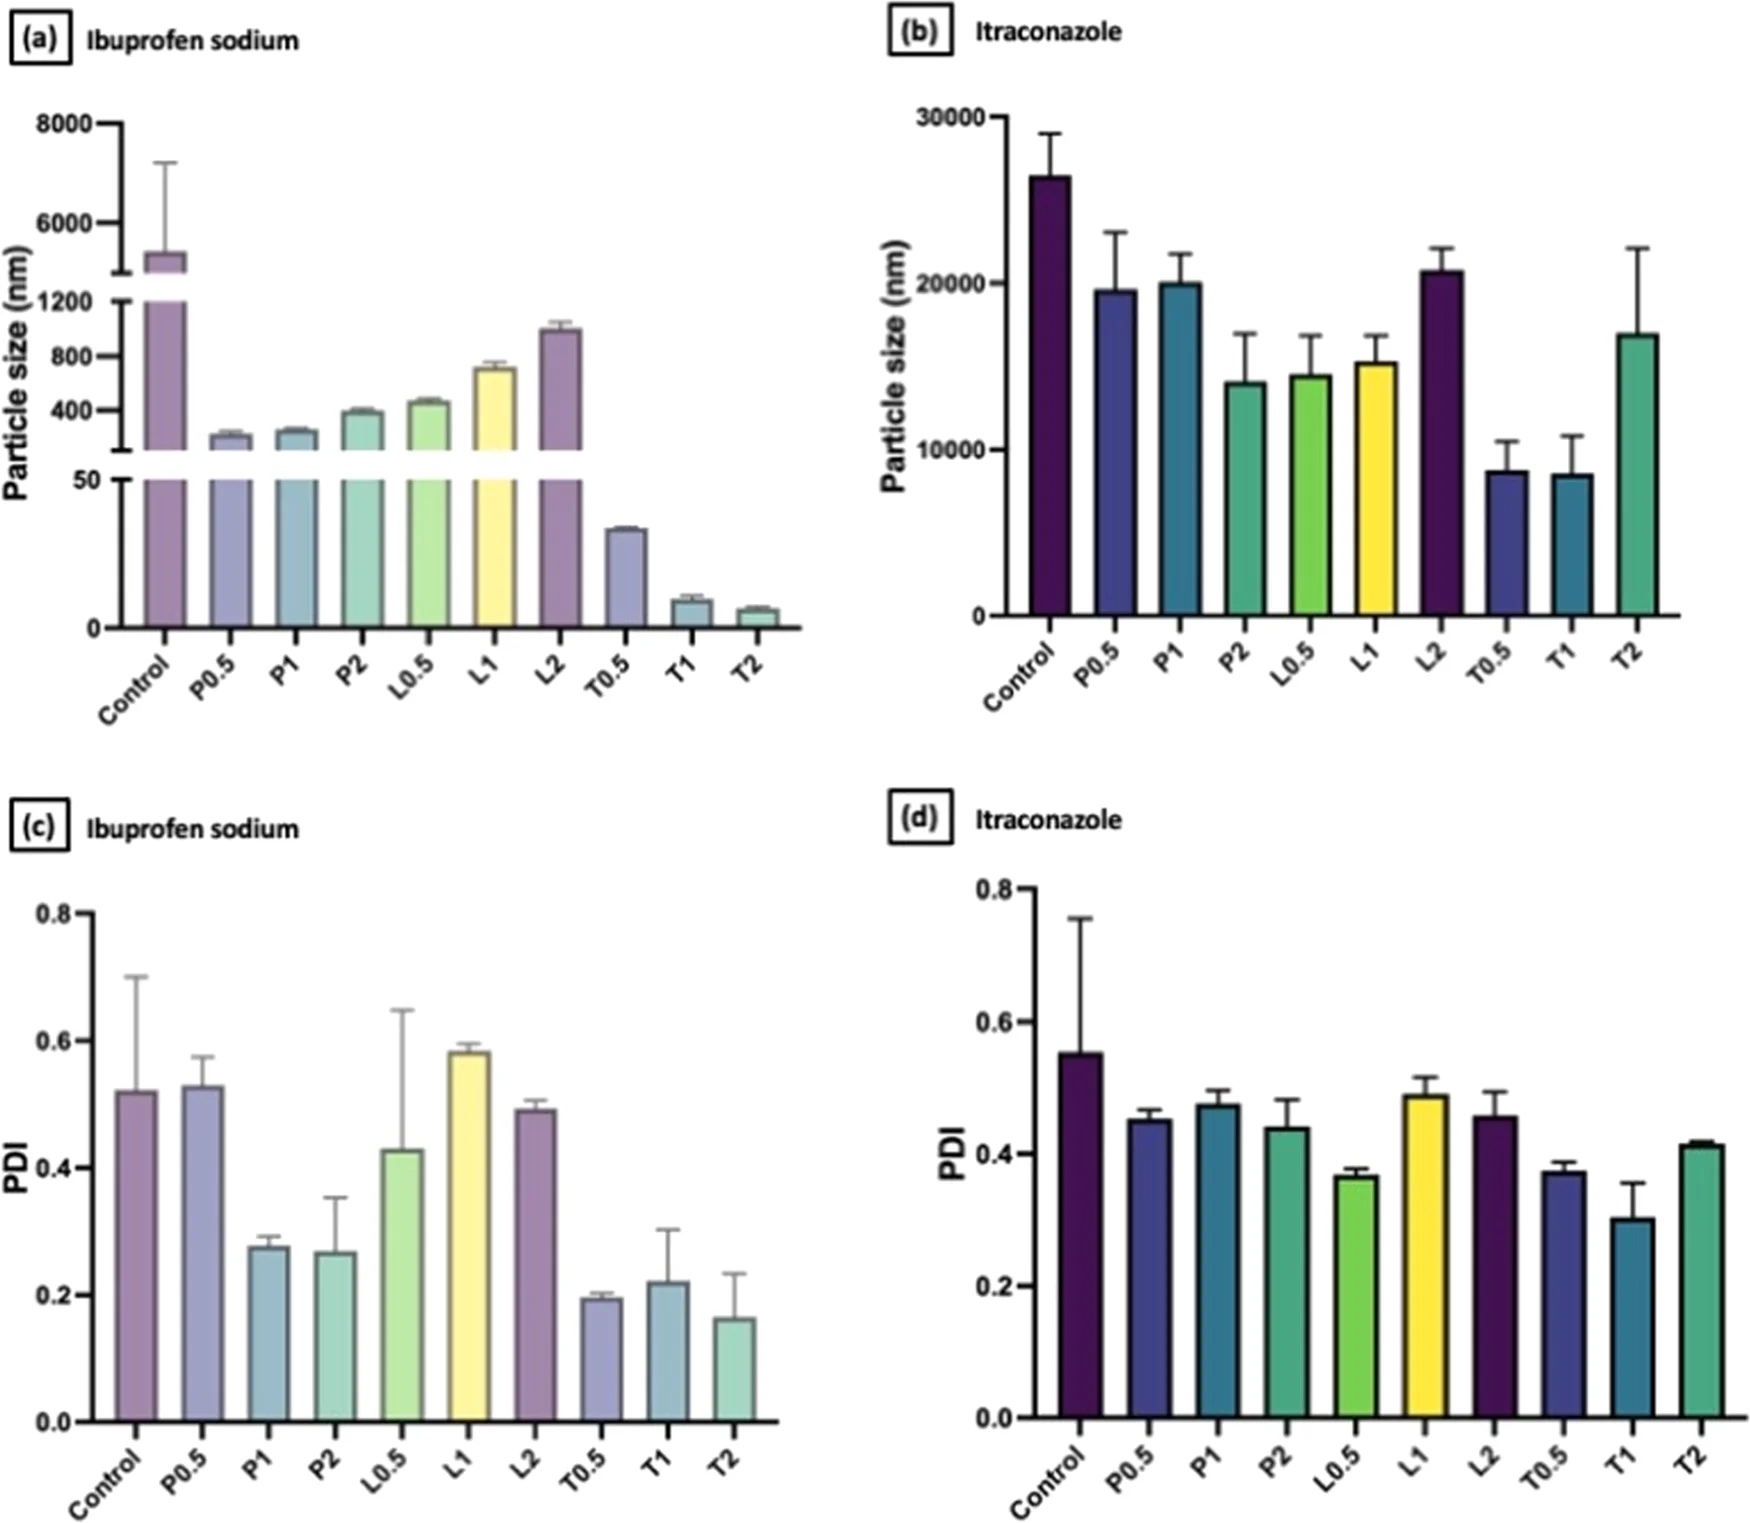 (a) Ibuprofen sodium
Particle size (nm)
8000
6000
1200
800
400
50
0
Control P0.5 P1 P2 L0.5 L1 L2 T0.5 T1 T2
(b) Itraconazole
Particle size (nm)
30000
20000
10000
0
Control P0.5 P1 P2 L0.5 L1 L2 T0.5 T1 T2
(c) Ibuprofen sodium
PDI
0.8
0.6
0.4
0.2
0.0
Control P0.5 P1 P2 L0.5 L1 L2 T0.5 T1 T2
(d) Itraconazole
PDI
0.8
0.6
0.4
0.2
0.0
Control P0.5 P1 P2 L0.5 L1 L2 T0.5 T1 T2